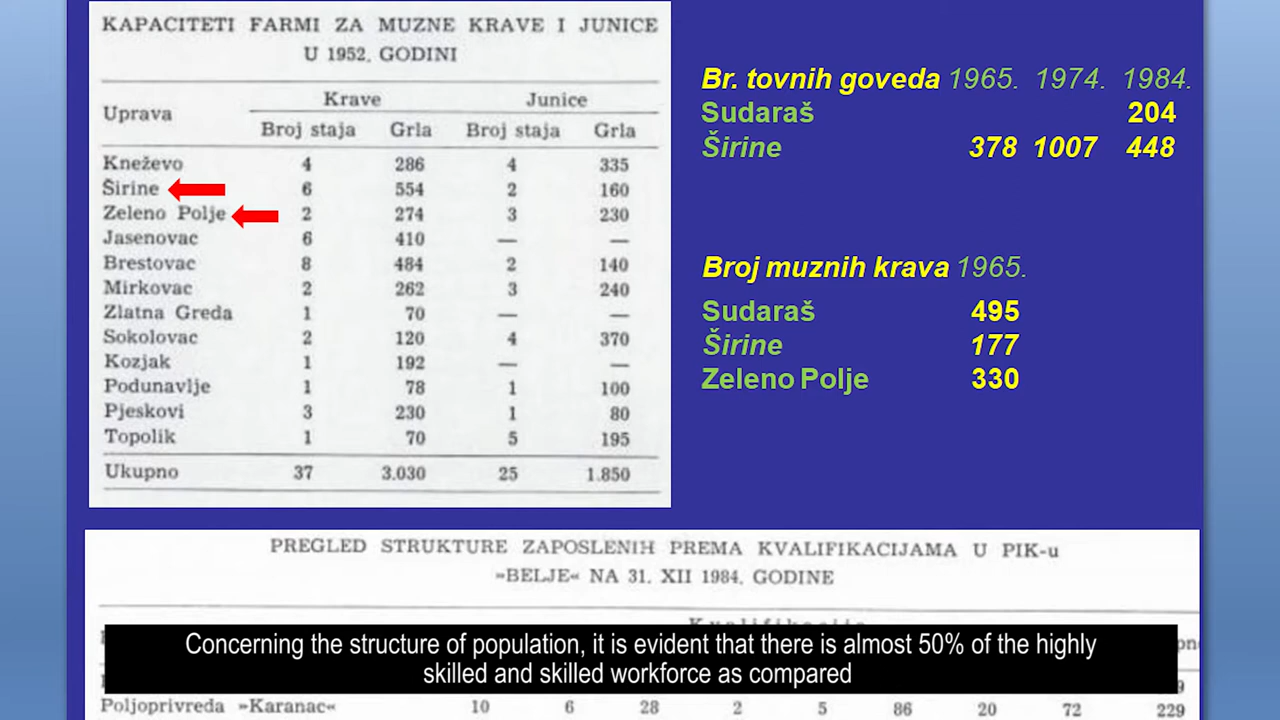 KAPACITETI FARMI ZA MUZNE KRAVE I JUNICE
U 1952. GODINI
Uprava Krave Junice
Broj staja Grla Broj staja Grla
Kneževo 4 286 4 335
Širine 6 554 2 160
Zeleno Polje 2 274 3 230
Jasenovac 6 410 — —
Brestovac 8 484 2 140
Mirkovac 2 262 3 240
Zlatna Greda 1 70 — —
Sokolovac 2 120 4 370
Kozjak 1 192 — —
Podunavlje 1 78 1 100
Pjeskovi 3 230 1 80
Topolik 1 70 5 195
Ukupno 37 3.030 25 1.850
Br. tovnih goveda 1965. 1974. 1984.
Sudaraš 204
Širine 378 1007 448
Broj muznih krava 1965.
Sudaraš 495
Širine 177
Zeleno Polje 330
PREGLED STRUKTURE ZAPOSLENIH PREMA KVALIFIKACIJAMA U PIK-u
»BELJE« NA 31. XII 1984. GODINE
Concerning the structure of population, it is evident that there is almost 50% of the highly
skilled and skilled workforce as compared
Poljoprivreda »Karanac« 10 6 28 2 5 86 20 72 229